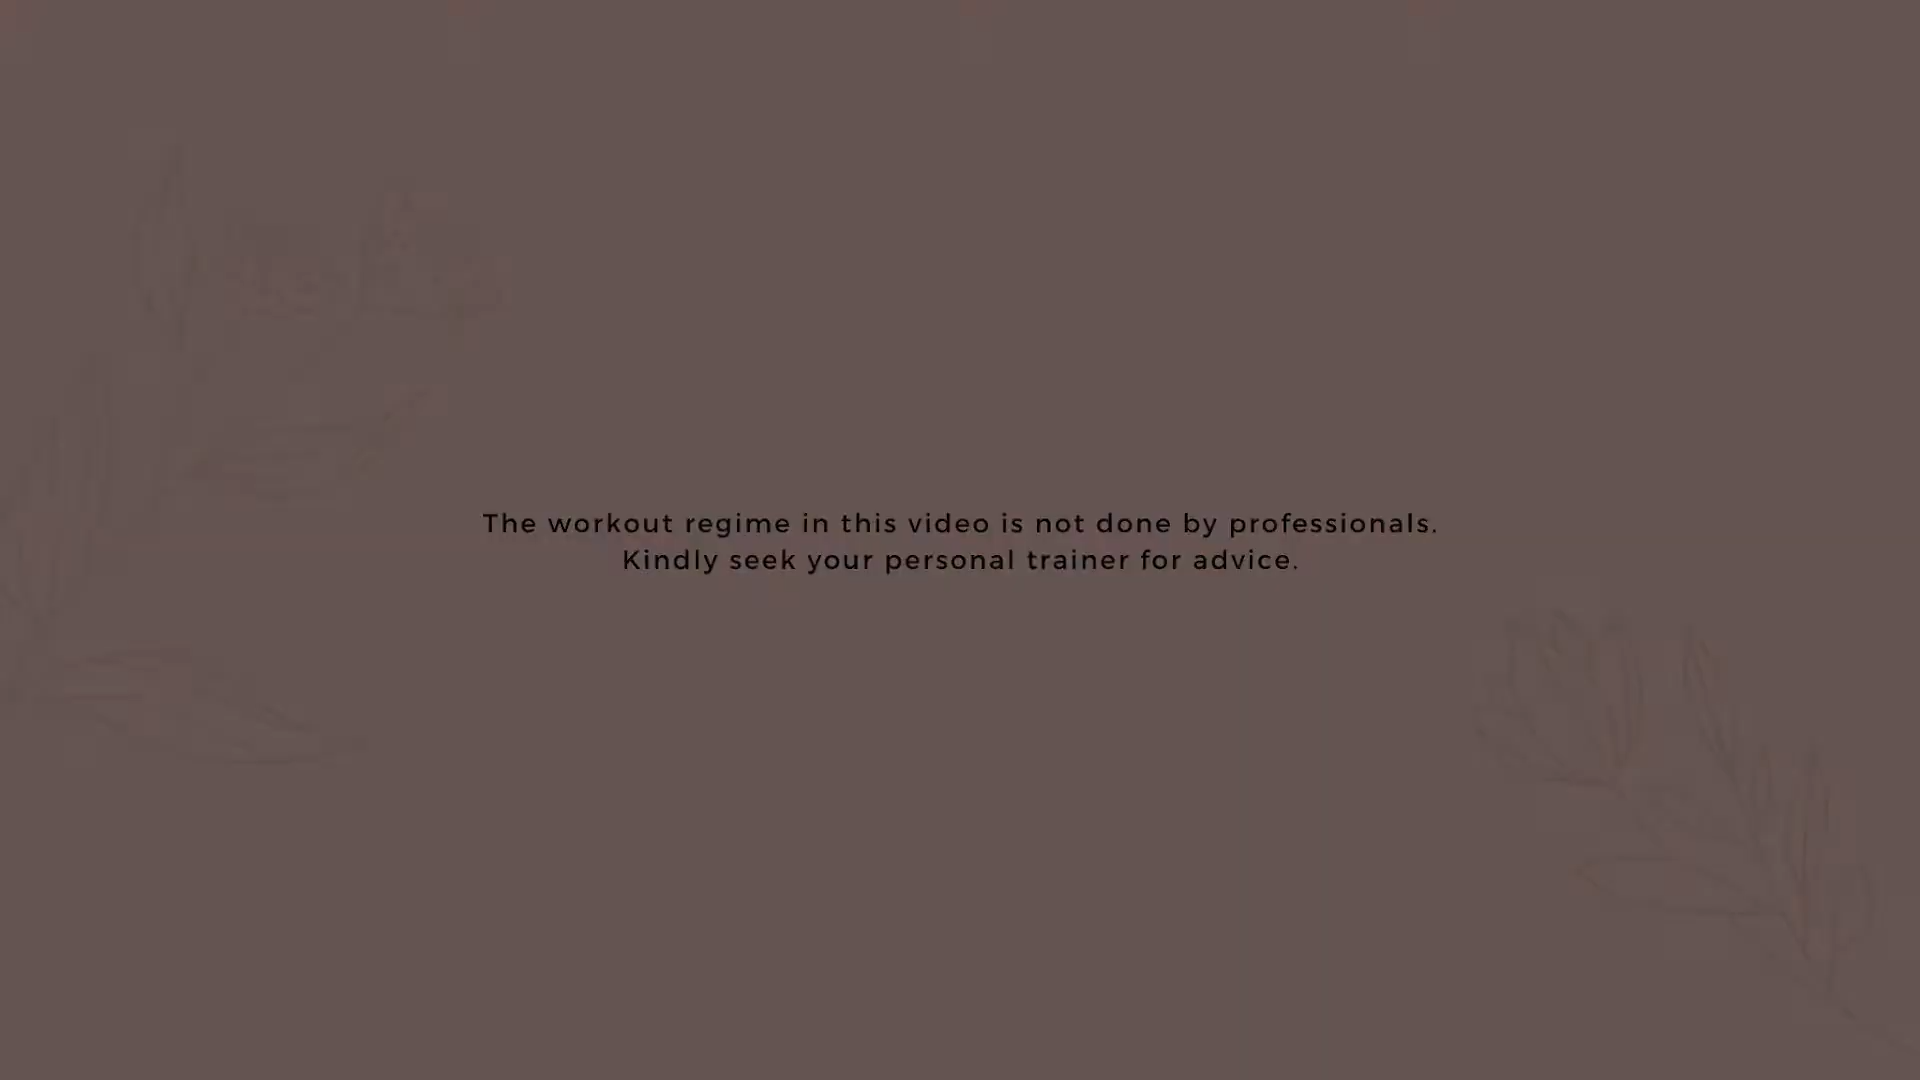 The workout regime in this video is not done by professionals.
Kindly seek your personal trainer for advice.